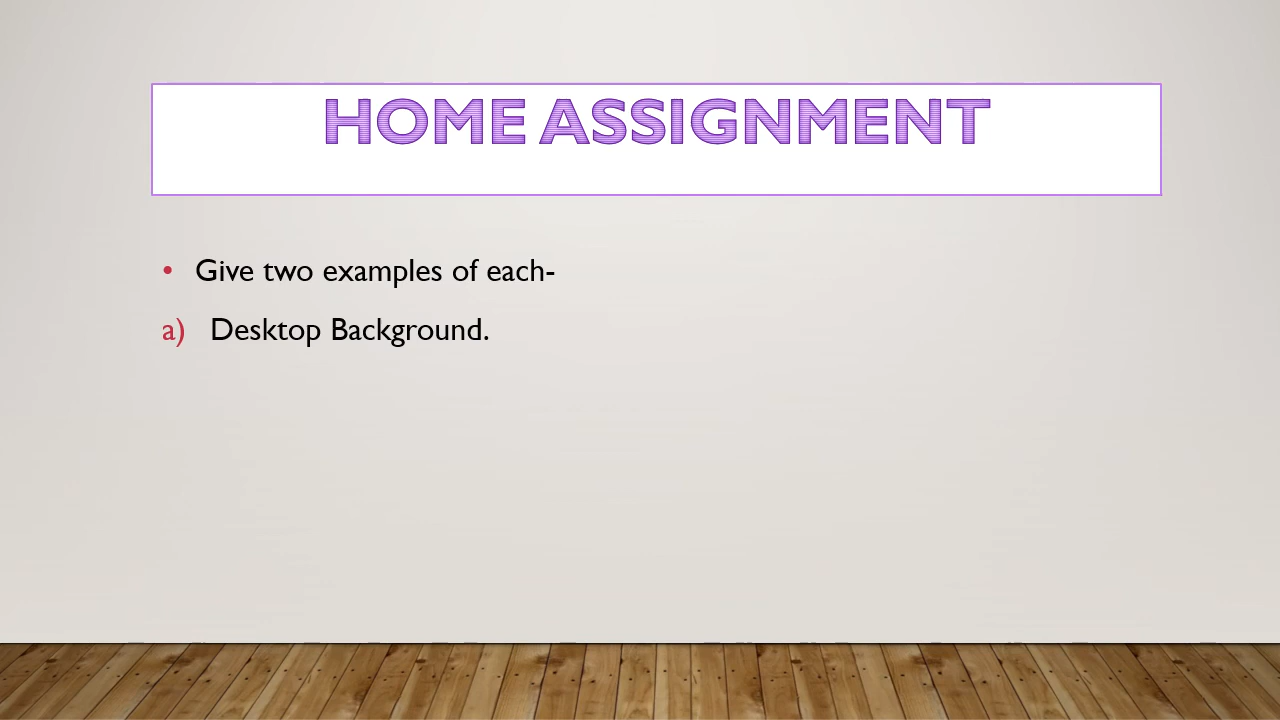 HOME ASSIGNMENT
• Give two examples of each-
a) Desktop Background.